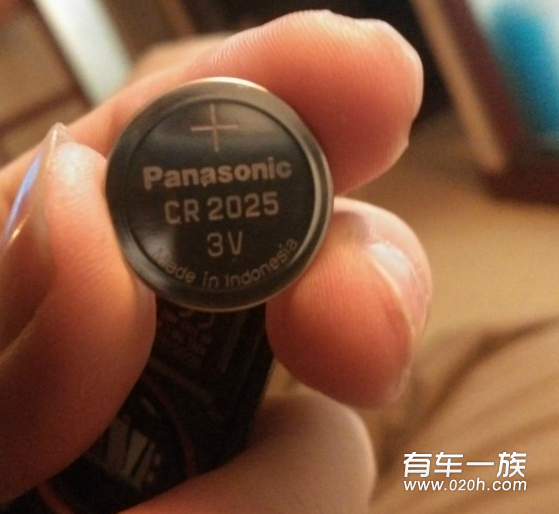 +
Panasonic
CR 2025
3V
Made in Indonesia
有车一族
www.020h.com